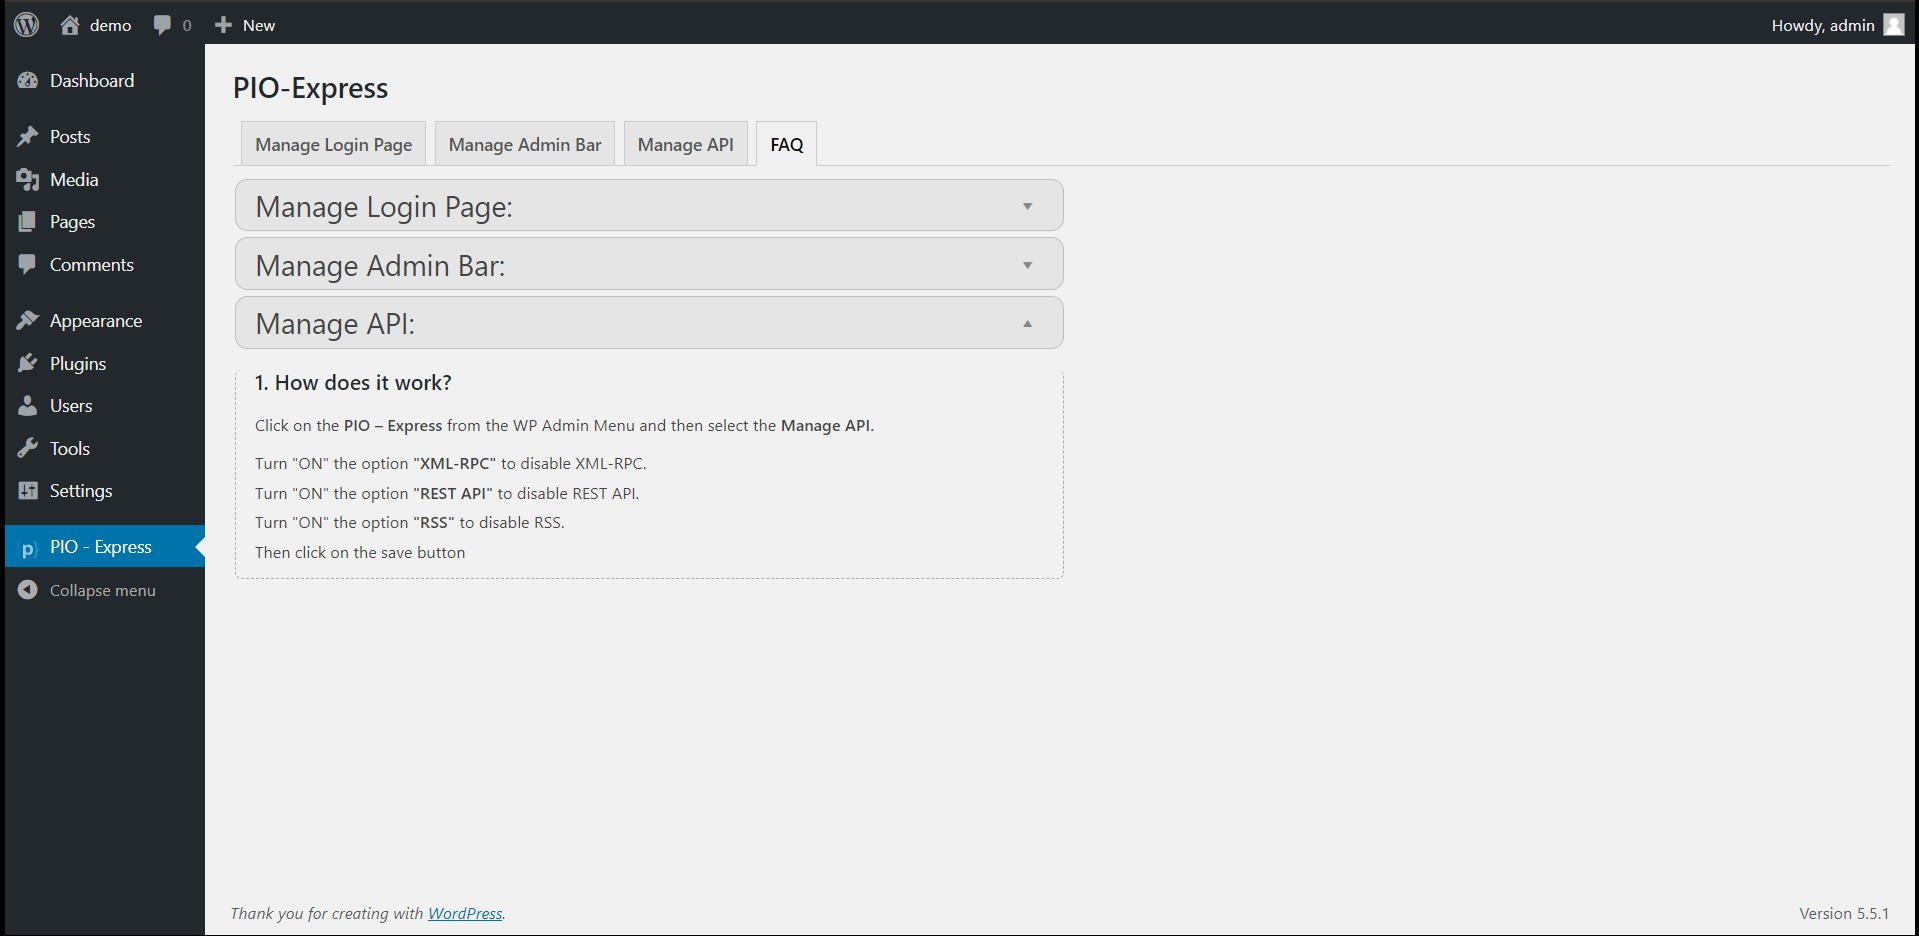 demo
0
New
Howdy, admin
Dashboard
Posts
Media
Pages
Comments
Appearance
Plugins
Users
Tools
Settings
PIO - Express
Collapse menu
PIO-Express
Manage Login Page
Manage Admin Bar
Manage API
FAQ
Manage Login Page:
Manage Admin Bar:
Manage API:
1. How does it work?
Click on the PIO – Express from the WP Admin Menu and then select the Manage API.
Turn "ON" the option "XML-RPC" to disable XML-RPC.
Turn "ON" the option "REST API" to disable REST API.
Turn "ON" the option "RSS" to disable RSS.
Then click on the save button
Thank you for creating with WordPress.
Version 5.5.1